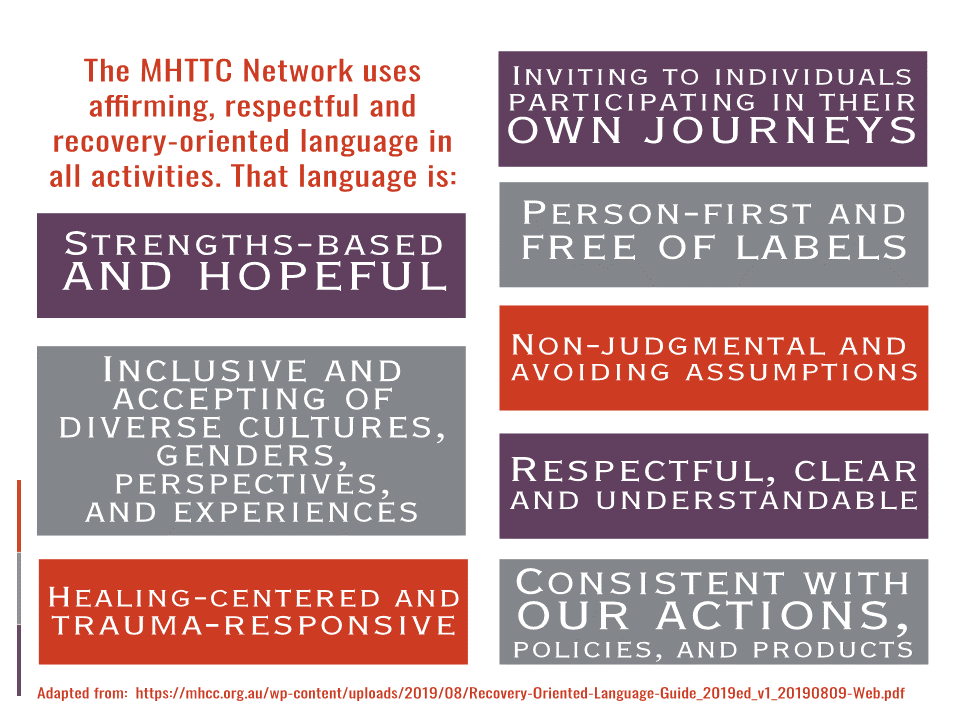 The MHTTC Network uses
affirming, respectful and
recovery-oriented language in
all activities. That language is:
Strengths-based
and hopeful
Inclusive and
accepting of
diverse cultures,
genders,
perspectives,
and experiences
Healing-centered and
trauma-responsive
Inviting to individuals
participating in their
own journeys
Person-first and
free of labels
Non-judgmental and
avoiding assumptions
Respectful, clear
and understandable
Consistent with
our actions,
policies, and products
Adapted from: https://mhcc.org.au/wp-content/uploads/2019/08/Recovery-Oriented-Language-Guide_2019ed_v1_20190809-Web.pdf